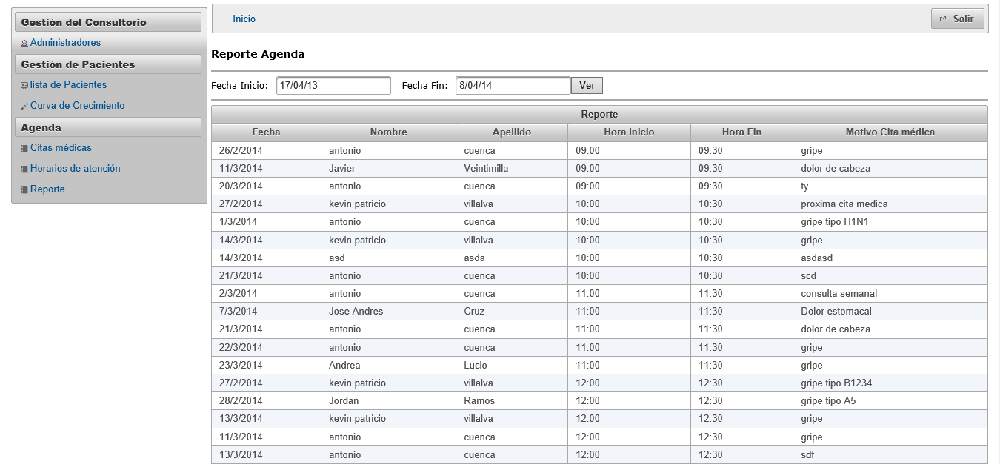 Gestión del Consultorio
Administradores
Gestión de Pacientes
lista de Pacientes
Curva de Crecimiento
Agenda
Citas médicas
Horarios de atención
Reporte
Inicio
Salir
Reporte Agenda
Fecha Inicio: 17/04/13 Fecha Fin: 8/04/14 Ver
Reporte
Fecha Nombre Apellido Hora inicio Hora Fin Motivo Cita médica
26/2/2014 antonio cuenca 09:00 09:30 gripe
11/3/2014 Javier Veintimilla 09:00 09:30 dolor de cabeza
20/3/2014 antonio cuenca 09:00 09:30 ty
27/2/2014 kevin patricio villalva 10:00 10:30 proxima cita medica
1/3/2014 antonio cuenca 10:00 10:30 gripe tipo H1N1
14/3/2014 kevin patricio villalva 10:00 10:30 gripe
14/3/2014 asd asda 10:00 10:30 asdasd
21/3/2014 antonio cuenca 10:00 10:30 scd
2/3/2014 antonio cuenca 11:00 11:30 consulta semanal
7/3/2014 Jose Andres Cruz 11:00 11:30 Dolor estomacal
21/3/2014 antonio cuenca 11:00 11:30 dolor de cabeza
22/3/2014 antonio cuenca 11:00 11:30 gripe
23/3/2014 Andrea Lucio 11:00 11:30 gripe
27/2/2014 kevin patricio villalva 12:00 12:30 gripe tipo B1234
28/2/2014 Jordan Ramos 12:00 12:30 gripe tipo A5
13/3/2014 kevin patricio villalva 12:00 12:30 gripe
11/3/2014 antonio cuenca 12:00 12:30 gripe
13/3/2014 antonio cuenca 12:00 12:30 sdf